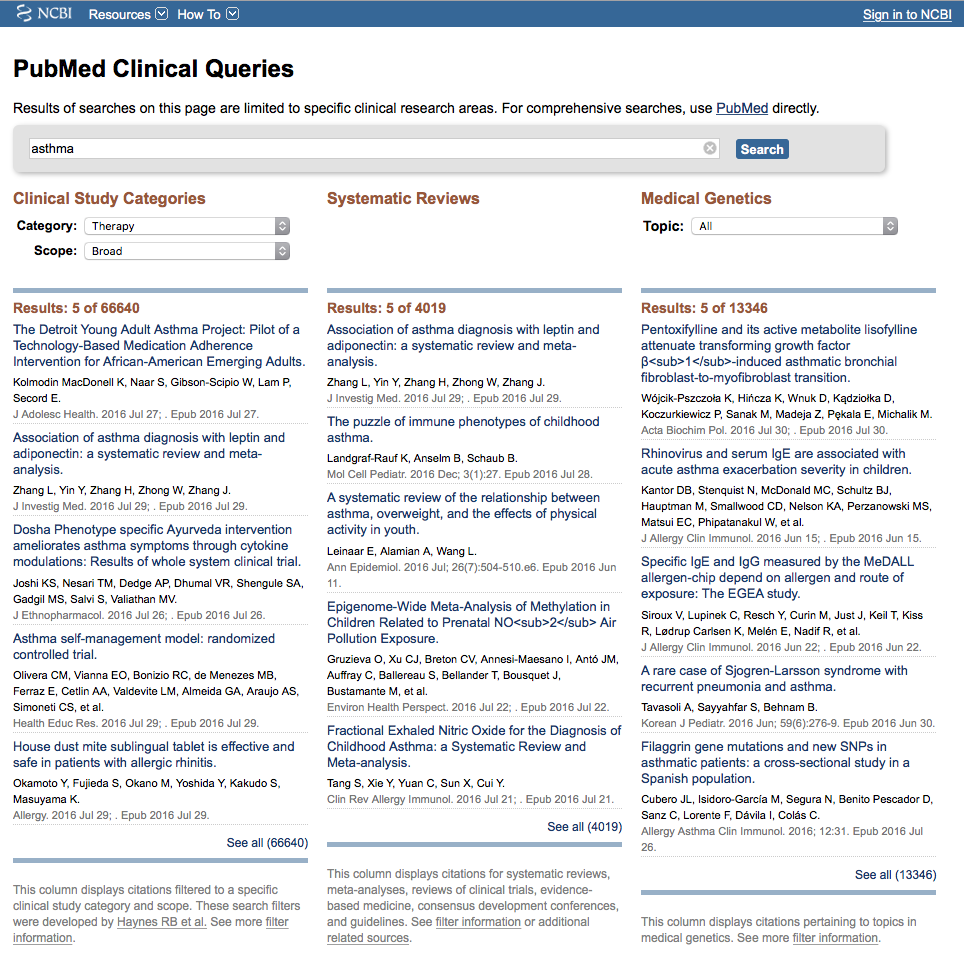 NCBI Resources How To Sign in to NCBI
PubMed Clinical Queries
Results of searches on this page are limited to specific clinical research areas. For comprehensive searches, use PubMed directly.
asthma
Search
Clinical Study Categories
Category: Therapy
Scope: Broad
Results: 5 of 66640
The Detroit Young Adult Asthma Project: Pilot of a
Technology-Based Medication Adherence
Intervention for African-American Emerging Adults.
Kolmodin MacDonell K, Naar S, Gibson-Scipio W, Lam P,
Secord E.
J Adolesc Health. 2016 Jul 27; . Epub 2016 Jul 27.
Association of asthma diagnosis with leptin and
adiponectin: a systematic review and meta-
analysis.
Zhang L, Yin Y, Zhang H, Zhong W, Zhang J.
J Investig Med. 2016 Jul 29; . Epub 2016 Jul 29.
Dosha Phenotype specific Ayurveda intervention
ameliorates asthma symptoms through cytokine
modulations: Results of whole system clinical trial.
Joshi KS, Nesari TM, Dedge AP, Dhumal VR, Shengule SA,
Gadgil MS, Salvi S, Valiathan MV.
J Ethnopharmacol. 2016 Jul 26; . Epub 2016 Jul 26.
Asthma self-management model: randomized
controlled trial.
Olivera CM, Vianna EO, Bonizio RC, de Menezes MB,
Ferraz E, Cetlin AA, Valdevite LM, Almeida GA, Araujo AS,
Simoneti CS, et al.
Health Educ Res. 2016 Jul 29; . Epub 2016 Jul 29.
House dust mite sublingual tablet is effective and
safe in patients with allergic rhinitis.
Okamoto Y, Fujieda S, Okano M, Yoshida Y, Kakudo S,
Masuyama K.
Allergy. 2016 Jul 29; . Epub 2016 Jul 29.
See all (66640)
This column displays citations filtered to a specific
clinical study category and scope. These search filters
were developed by Haynes RB et al. See more filter
information.
Systematic Reviews
Results: 5 of 4019
Association of asthma diagnosis with leptin and
adiponectin: a systematic review and meta-
analysis.
Zhang L, Yin Y, Zhang H, Zhong W, Zhang J.
J Investig Med. 2016 Jul 29; . Epub 2016 Jul 29.
The puzzle of immune phenotypes of childhood
asthma.
Landgraf-Rauf K, Anselm B, Schaub B.
Mol Cell Pediatr. 2016 Dec; 3(1):27. Epub 2016 Jul 28.
A systematic review of the relationship between
asthma, overweight, and the effects of physical
activity in youth.
Leinaar E, Alamian A, Wang L.
Ann Epidemiol. 2016 Jul; 26(7):504-510.e6. Epub 2016 Jun
11.
Epigenome-Wide Meta-Analysis of Methylation in
Children Related to Prenatal NO<sub>2</sub> Air
Pollution Exposure.
Gruzieva O, Xu CJ, Breton CV, Annesi-Maesano I, Antó JM,
Auffray C, Ballereau S, Bellander T, Bousquet J,
Bustamante M, et al.
Environ Health Perspect. 2016 Jul 22; . Epub 2016 Jul 22.
Fractional Exhaled Nitric Oxide for the Diagnosis of
Childhood Asthma: a Systematic Review and
Meta-analysis.
Tang S, Xie Y, Yuan C, Sun X, Cui Y.
Clin Rev Allergy Immunol. 2016 Jul 21; . Epub 2016 Jul 21.
See all (4019)
This column displays citations for systematic reviews,
meta-analyses, reviews of clinical trials, evidence-
based medicine, consensus development conferences,
and guidelines. See filter information or additional
related sources.
Medical Genetics
Topic: All
Results: 5 of 13346
Pentoxifylline and its active metabolite lisofylline
attenuate transforming growth factor
β<sub>1</sub>-induced asthmatic bronchial
fibroblast-to-myofibroblast transition.
Wójcik-Pszczoła K, Hińcza K, Wnuk D, Kądziołka D,
Koczurkiewicz P, Sanak M, Madeja Z, Pękala E, Michalik M.
Acta Biochim Pol. 2016 Jul 30; . Epub 2016 Jul 30.
Rhinovirus and serum IgE are associated with
acute asthma exacerbation severity in children.
Kantor DB, Stenquist N, McDonald MC, Schultz BJ,
Hauptman M, Smallwood CD, Nelson KA, Perzanowski MS,
Matsui EC, Phipatanakul W, et al.
J Allergy Clin Immunol. 2016 Jun 15; . Epub 2016 Jun 15.
Specific IgE and IgG measured by the MeDALL
allergen-chip depend on allergen and route of
exposure: The EGEA study.
Siroux V, Lupinek C, Resch Y, Curin M, Just J, Keil T, Kiss
R, Lødrup Carlsen K, Melén E, Nadif R, et al.
J Allergy Clin Immunol. 2016 Jun 22; . Epub 2016 Jun 22.
A rare case of Sjogren-Larsson syndrome with
recurrent pneumonia and asthma.
Tavasoli A, Sayyahfar S, Behnam B.
Korean J Pediatr. 2016 Jun; 59(6):276-9. Epub 2016 Jun 30.
Filaggrin gene mutations and new SNPs in
asthmatic patients: a cross-sectional study in a
Spanish population.
Cubero JL, Isidoro-García M, Segura N, Benito Pescador D,
Sanz C, Lorente F, Dávila I, Colás C.
Allergy Asthma Clin Immunol. 2016; 12:31. Epub 2016 Jul
26.
See all (13346)
This column displays citations pertaining to topics in
medical genetics. See more filter information.